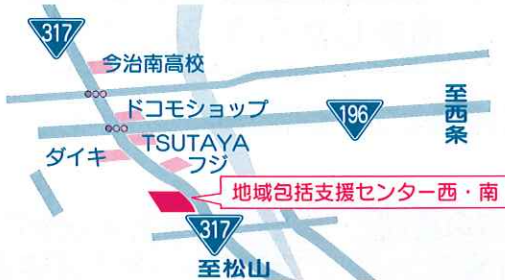 317
今治南高校
ドコモショップ
196
至西条
TSUTAYA
ダイキ
フジ
地域包括支援センター西・南
317
至松山